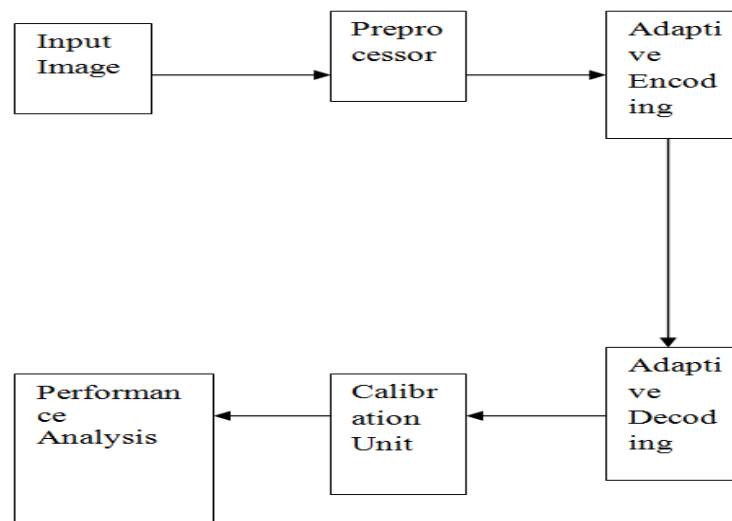 Input
Image
Prepro
cessor
Adapti
ve
Encod
ing
Adapti
ve
Decod
ing
Calibr
ation
Unit
Performan
ce
Analysis